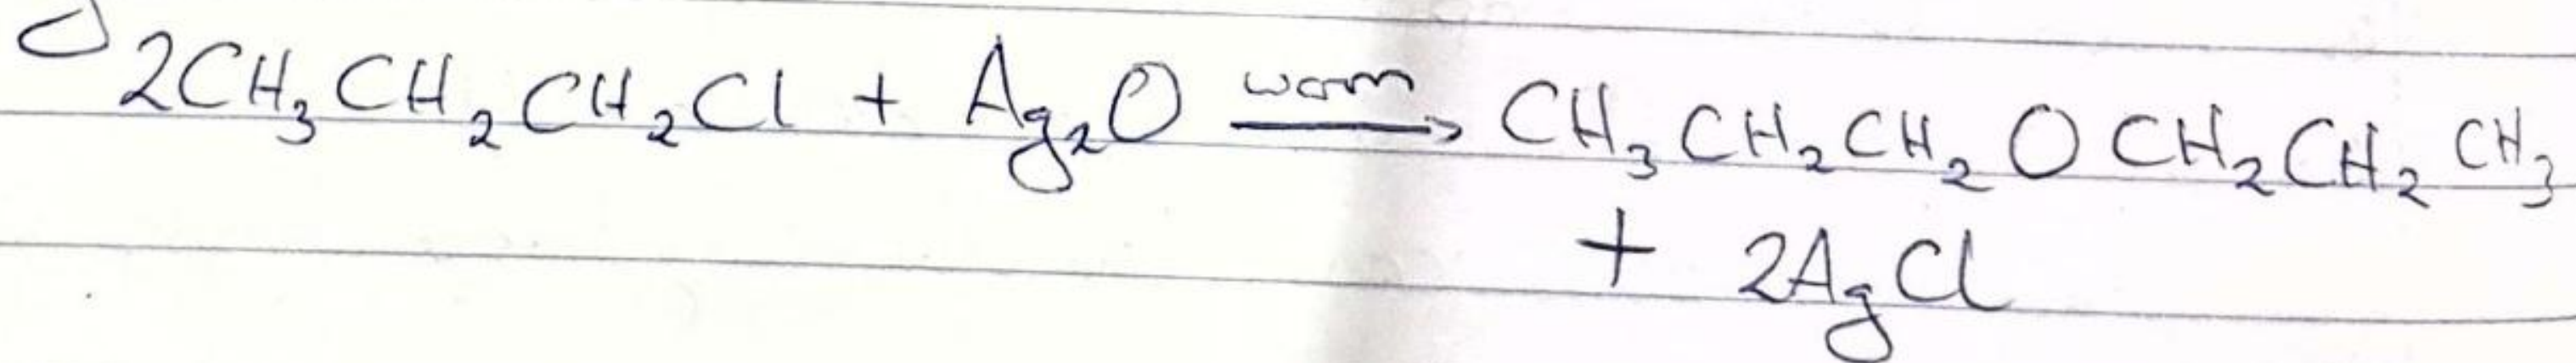 2CH₃CH₂CH₂Cl + Ag₂O warm → CH₃CH₂CH₂OCH₂CH₂CH₃
+ 2AgCl